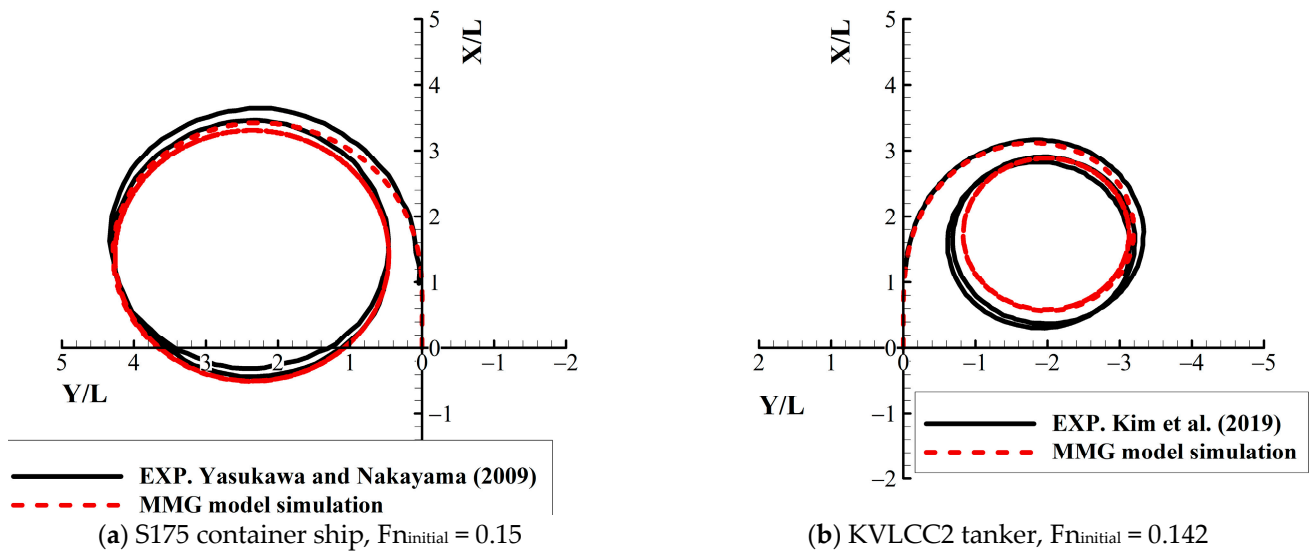 X/L
5
4
3
2
1
0
5 4 3 2 1 0 −1 −2
Y/L
−1
EXP. Yasukawa and Nakayama (2009)
MMG model simulation
(a) S175 container ship, Fninitial = 0.15
X/L
5
4
3
2
1
0
2 1 0 −1 −2 −3 −4 −5
Y/L
−1
−2
EXP. Kim et al. (2019)
MMG model simulation
(b) KVLCC2 tanker, Fninitial = 0.142